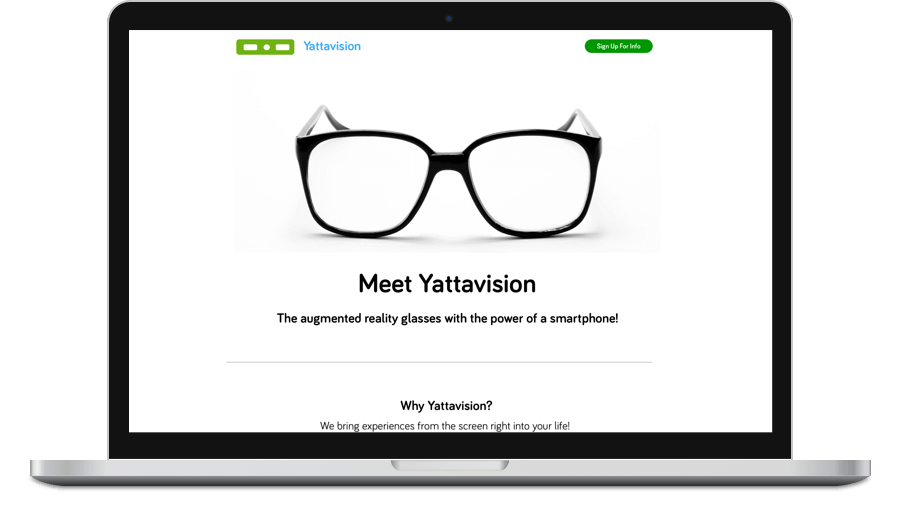 Yattavision
Sign Up For Info
Meet Yattavision
The augmented reality glasses with the power of a smartphone!
Why Yattavision?
We bring experiences from the screen right into your life!